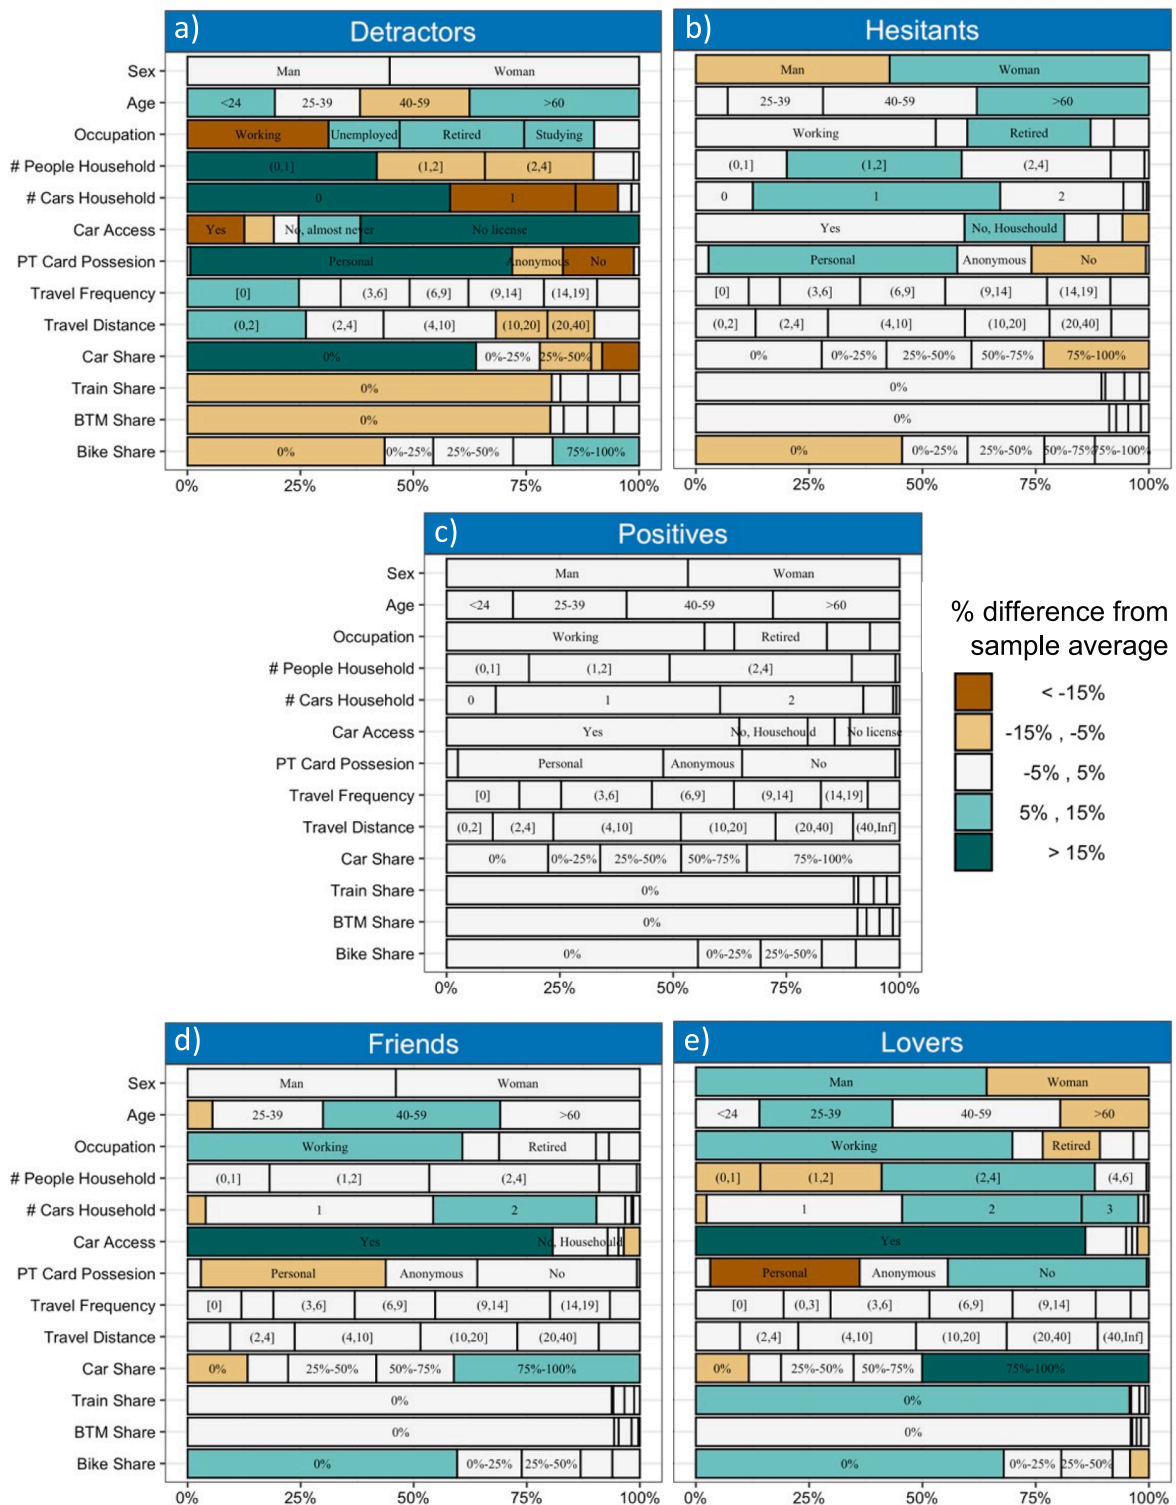 a) Detractors
Sex Man Woman
Age <24 25-39 40-59 >60
Occupation Working Unemployed Retired Studying
# People Household (0,1] (1,2] (2,4]
# Cars Household 0 1
Car Access Yes No, almost never No license
PT Card Possesion Personal Anonymous No
Travel Frequency [0] (3,6] (6,9] (9,14] (14,19]
Travel Distance (0,2] (2,4] (4,10] (10,20] (20,40]
Car Share 0% 0%-25% 25%-50%
Train Share 0%
BTM Share 0%
Bike Share 0% 0%-25% 25%-50% 75%-100%
0% 25% 50% 75% 100%
b) Hesitants
Man Woman
25-39 40-59 >60
Working Retired
(0,1] (1,2] (2,4]
0 1 2
Yes No, Househould
Personal Anonymous No
[0] (3,6] (6,9] (9,14] (14,19]
(0,2] (2,4] (4,10] (10,20] (20,40]
0% 0%-25% 25%-50% 50%-75% 75%-100%
0%
0%
0% 0%-25% 25%-50% 50%-75% 75%-100%
0% 25% 50% 75% 100%
c) Positives
Sex Man Woman
Age <24 25-39 40-59 >60
Occupation Working Retired
# People Household (0,1] (1,2] (2,4]
# Cars Household 0 1 2
Car Access Yes No, Househould No license
PT Card Possesion Personal Anonymous No
Travel Frequency [0] (3,6] (6,9] (9,14] (14,19]
Travel Distance (0,2] (2,4] (4,10] (10,20] (20,40] (40,Inf]
Car Share 0% 0%-25% 25%-50% 50%-75% 75%-100%
Train Share 0%
BTM Share 0%
Bike Share 0% 0%-25% 25%-50%
0% 25% 50% 75% 100%
% difference from
sample average
< -15%
-15% , -5%
-5% , 5%
5% , 15%
> 15%
d) Friends
Sex Man Woman
Age 25-39 40-59 >60
Occupation Working Retired
# People Household (0,1] (1,2] (2,4]
# Cars Household 1 2
Car Access Yes No, Househould
PT Card Possesion Personal Anonymous No
Travel Frequency [0] (3,6] (6,9] (9,14] (14,19]
Travel Distance (2,4] (4,10] (10,20] (20,40]
Car Share 0% 25%-50% 50%-75% 75%-100%
Train Share 0%
BTM Share 0%
Bike Share 0% 0%-25% 25%-50%
0% 25% 50% 75% 100%
e) Lovers
Man Woman
<24 25-39 40-59 >60
Working Retired
(0,1] (1,2] (2,4] (4,6]
1 2 3
Yes
Personal Anonymous No
[0] (0,3] (3,6] (6,9] (9,14]
(2,4] (4,10] (10,20] (20,40] (40,Inf]
0% 25%-50% 50%-75% 75%-100%
0%
0%
0% 0%-25% 25%-50%
0% 25% 50% 75% 100%